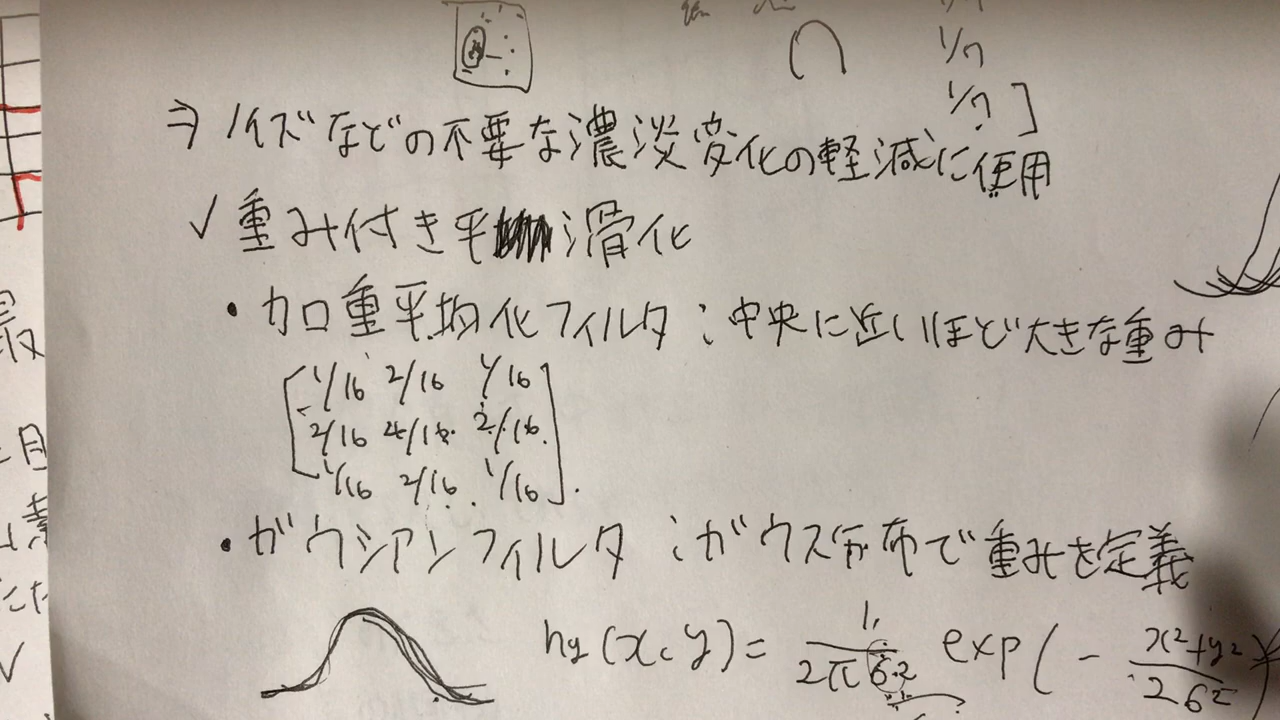 1/7
1/7 ]
⇒ ノイズなどの不要な濃淡変化の軽減に使用
✓ 重み付き平滑化
・加重平均化フィルタ：中央に近いほど大きな重み
[ 1/16 2/16 1/16
2/16 4/16 2/16
1/16 2/16 1/16 ]
・ガウシアンフィルタ：ガウス分布で重みを定義
hg(x,y) = 1/2πσ² exp(- x²+y²/2σ²)